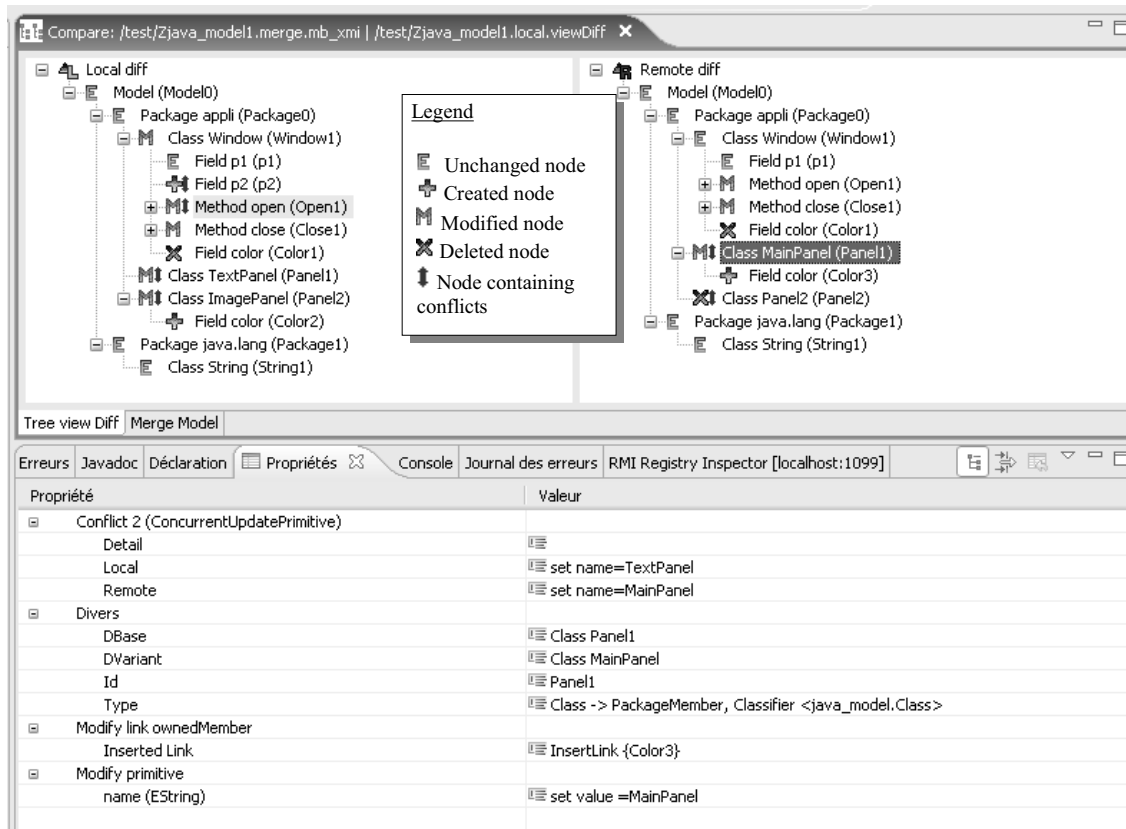 Compare: /test/Zjava_model1.merge.mb_xmi | /test/Zjava_model1.local.viewDiff
Local diff
Model (Model0)
Package appli (Package0)
Class Window (Window1)
Field p1 (p1)
Field p2 (p2)
Method open (Open1)
Method close (Close1)
Field color (Color1)
Class TextPanel (Panel1)
Class ImagePanel (Panel2)
Field color (Color2)
Package java.lang (Package1)
Class String (String1)
Legend
Unchanged node
Created node
Modified node
Deleted node
Node containing
conflicts
Remote diff
Model (Model0)
Package appli (Package0)
Class Window (Window1)
Field p1 (p1)
Method open (Open1)
Method close (Close1)
Field color (Color1)
Class MainPanel (Panel1)
Field color (Color3)
Class Panel2 (Panel2)
Package java.lang (Package1)
Class String (String1)
Tree view Diff Merge Model
Erreurs Javadoc Déclaration Propriétés Console Journal des erreurs RMI Registry Inspector [localhost:1099]
Propriété Valeur
Conflict 2 (ConcurrentUpdatePrimitive)
Detail
Local set name=TextPanel
Remote set name=MainPanel
Divers
DBase Class Panel1
DVariant Class MainPanel
Id Panel1
Type Class -> PackageMember, Classifier <java_model.Class>
Modify link ownedMember
Inserted Link InsertLink {Color3}
Modify primitive
name (EString) set value =MainPanel